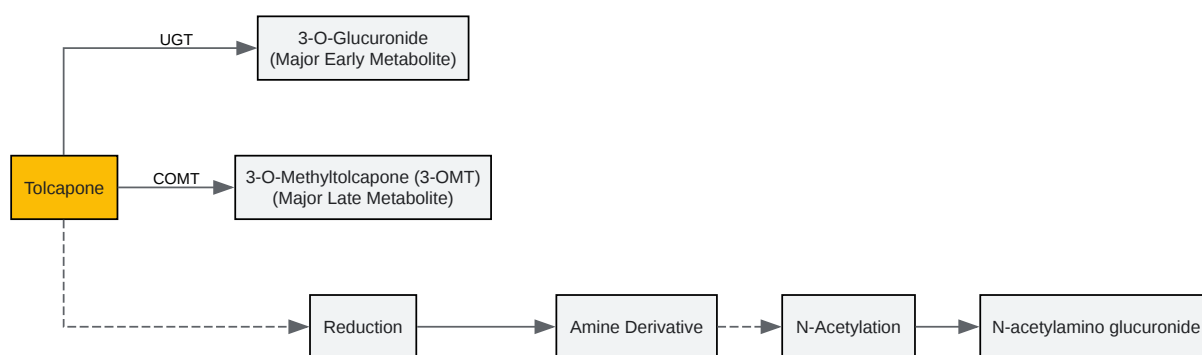 UGT
3-O-Glucuronide
(Major Early Metabolite)
Tolcapone
COMT
3-O-Methyltolcapone (3-OMT)
(Major Late Metabolite)
Reduction
Amine Derivative
N-Acetylation
N-acetylamino glucuronide